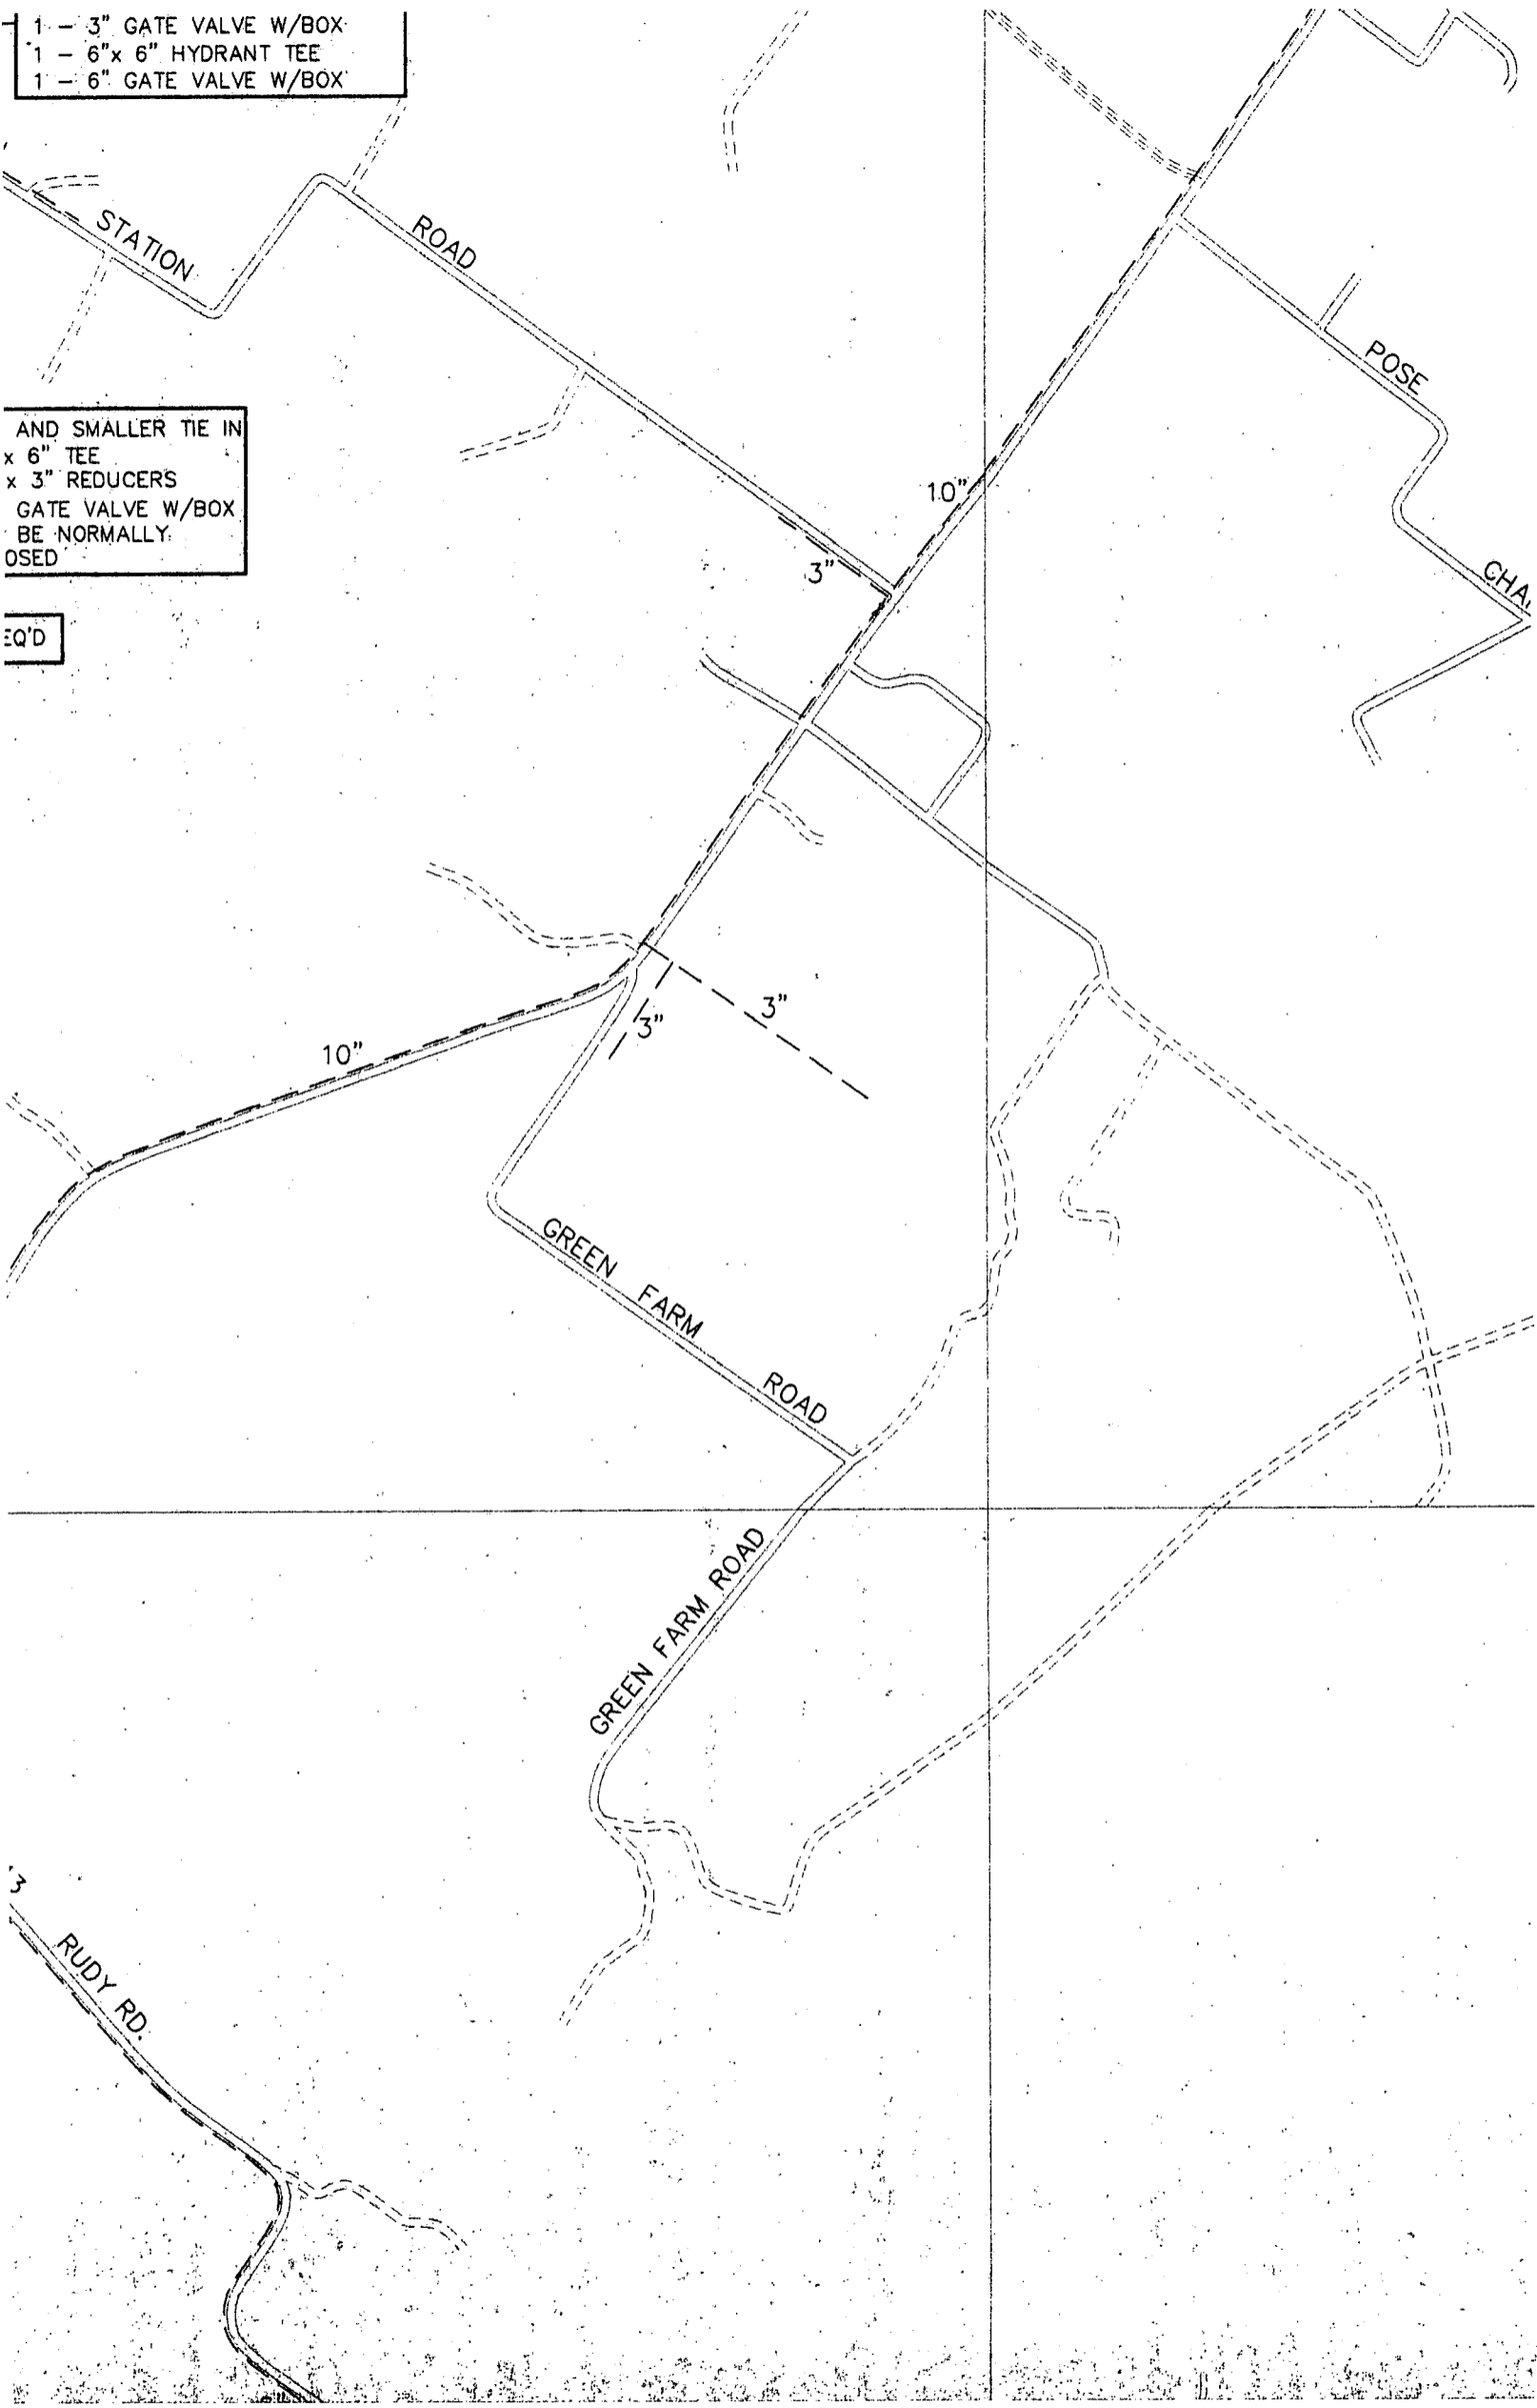 1 - 3" GATE VALVE W/BOX
1 - 6"x 6" HYDRANT TEE
1 - 6" GATE VALVE W/BOX
STATION
ROAD
POSE
AND SMALLER TIE IN
x 6" TEE
x 3" REDUCERS
GATE VALVE W/BOX
BE NORMALLY
OSED
10"
3"
CHA
EQ'D
3"
3"
10"
GREEN FARM
ROAD
GREEN FARM ROAD
3
RUDY RD.